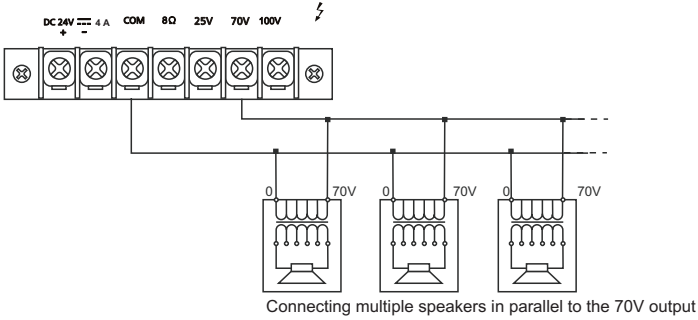 DC 24V ⎓ 4 A COM 8Ω 25V 70V 100V
+ −
0 70V 0 70V 0 70V
Connecting multiple speakers in parallel to the 70V output